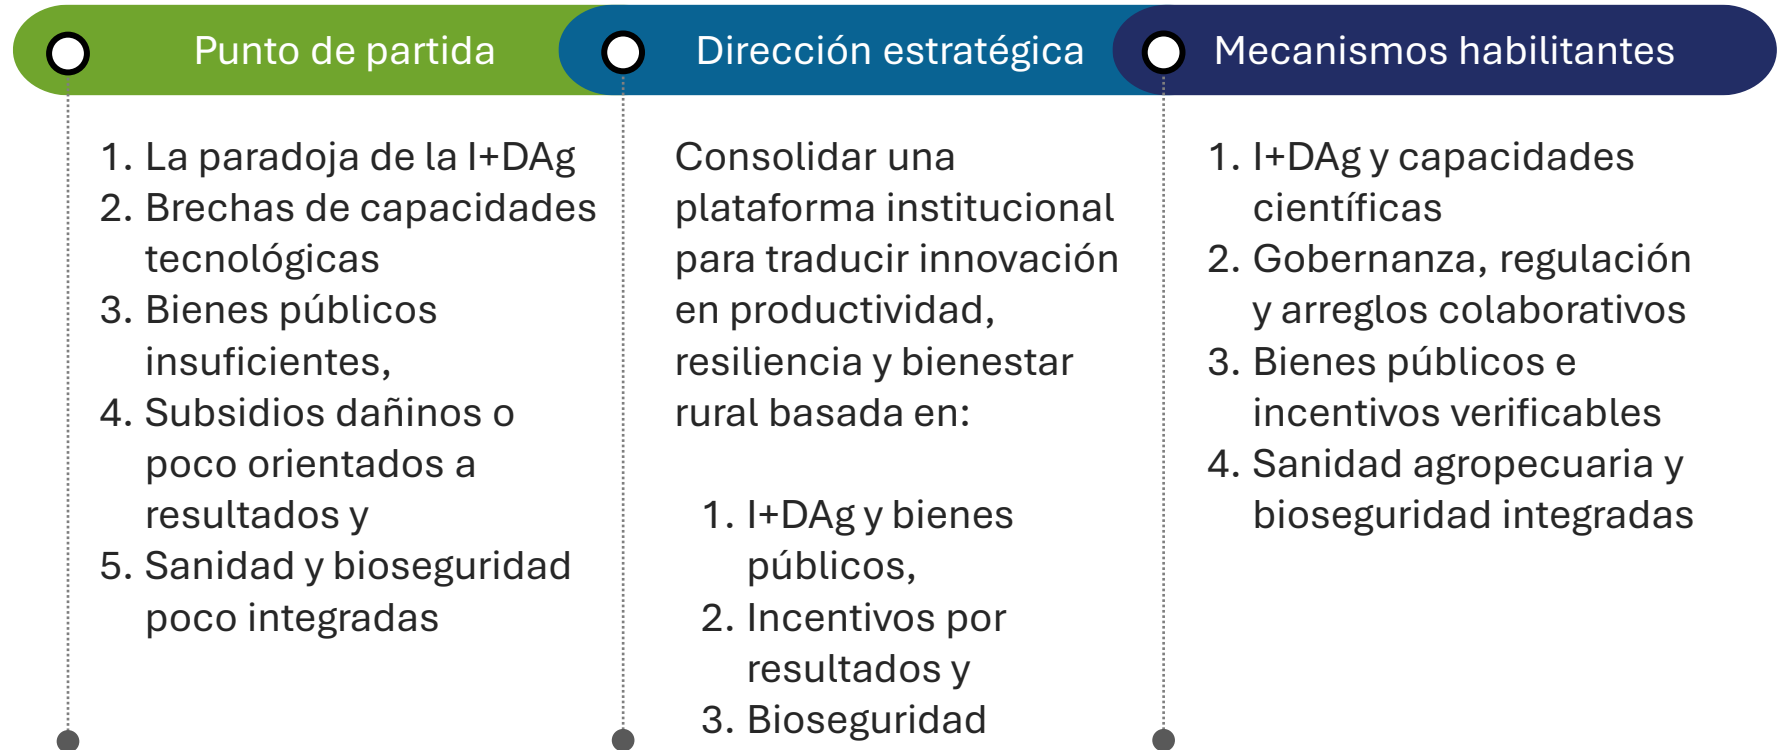 Punto de partida
1. La paradoja de la I+DAg
2. Brechas de capacidades
tecnológicas
3. Bienes públicos
insuficientes,
4. Subsidios dañinos o
poco orientados a
resultados y
5. Sanidad y bioseguridad
poco integradas
Dirección estratégica
Consolidar una
plataforma institucional
para traducir innovación
en productividad,
resiliencia y bienestar
rural basada en:
1. I+DAg y bienes
públicos,
2. Incentivos por
resultados y
3. Bioseguridad
Mecanismos habilitantes
1. I+DAg y capacidades
científicas
2. Gobernanza, regulación
y arreglos colaborativos
3. Bienes públicos e
incentivos verificables
4. Sanidad agropecuaria y
bioseguridad integradas